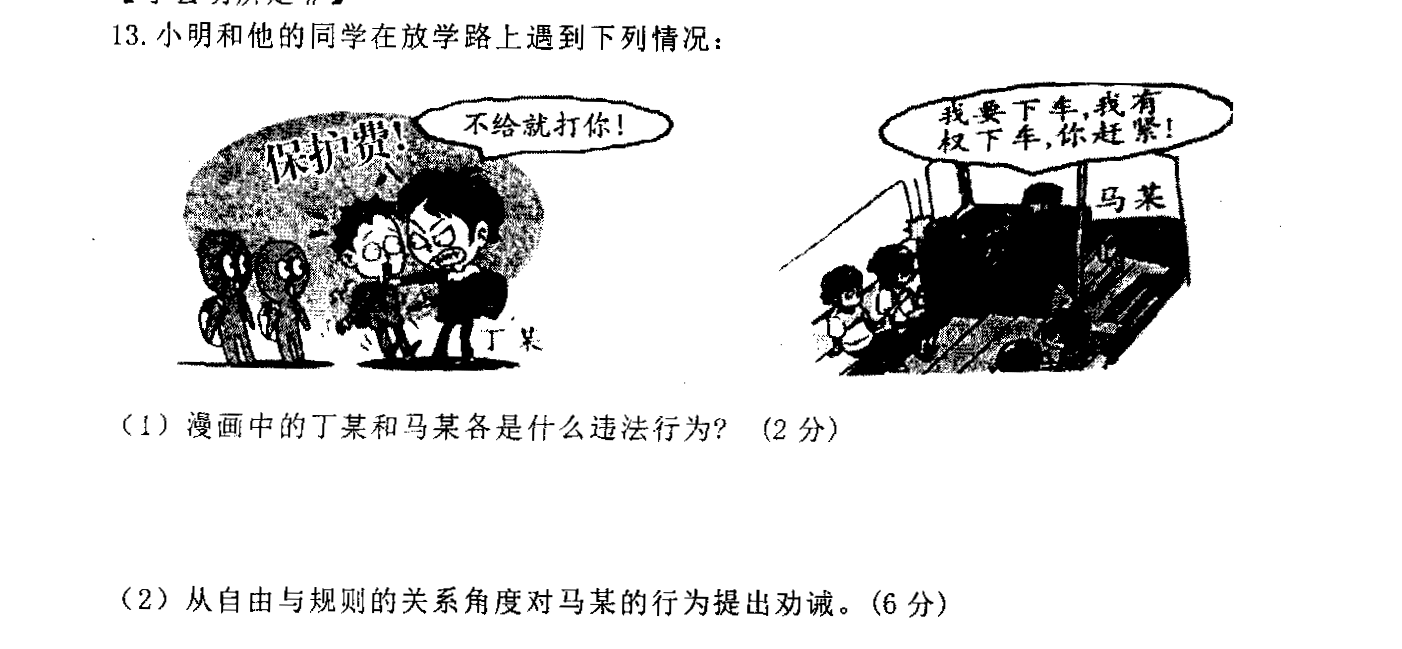 13.小明和他的同学在放学路上遇到下列情况：
保护费!
不给就打你!
丁某
我要下车,我有
权下车,你赶紧!
马某
（1）漫画中的丁某和马某各是什么违法行为？（2分）
（2）从自由与规则的关系角度对马某的行为提出劝诫。（6分）